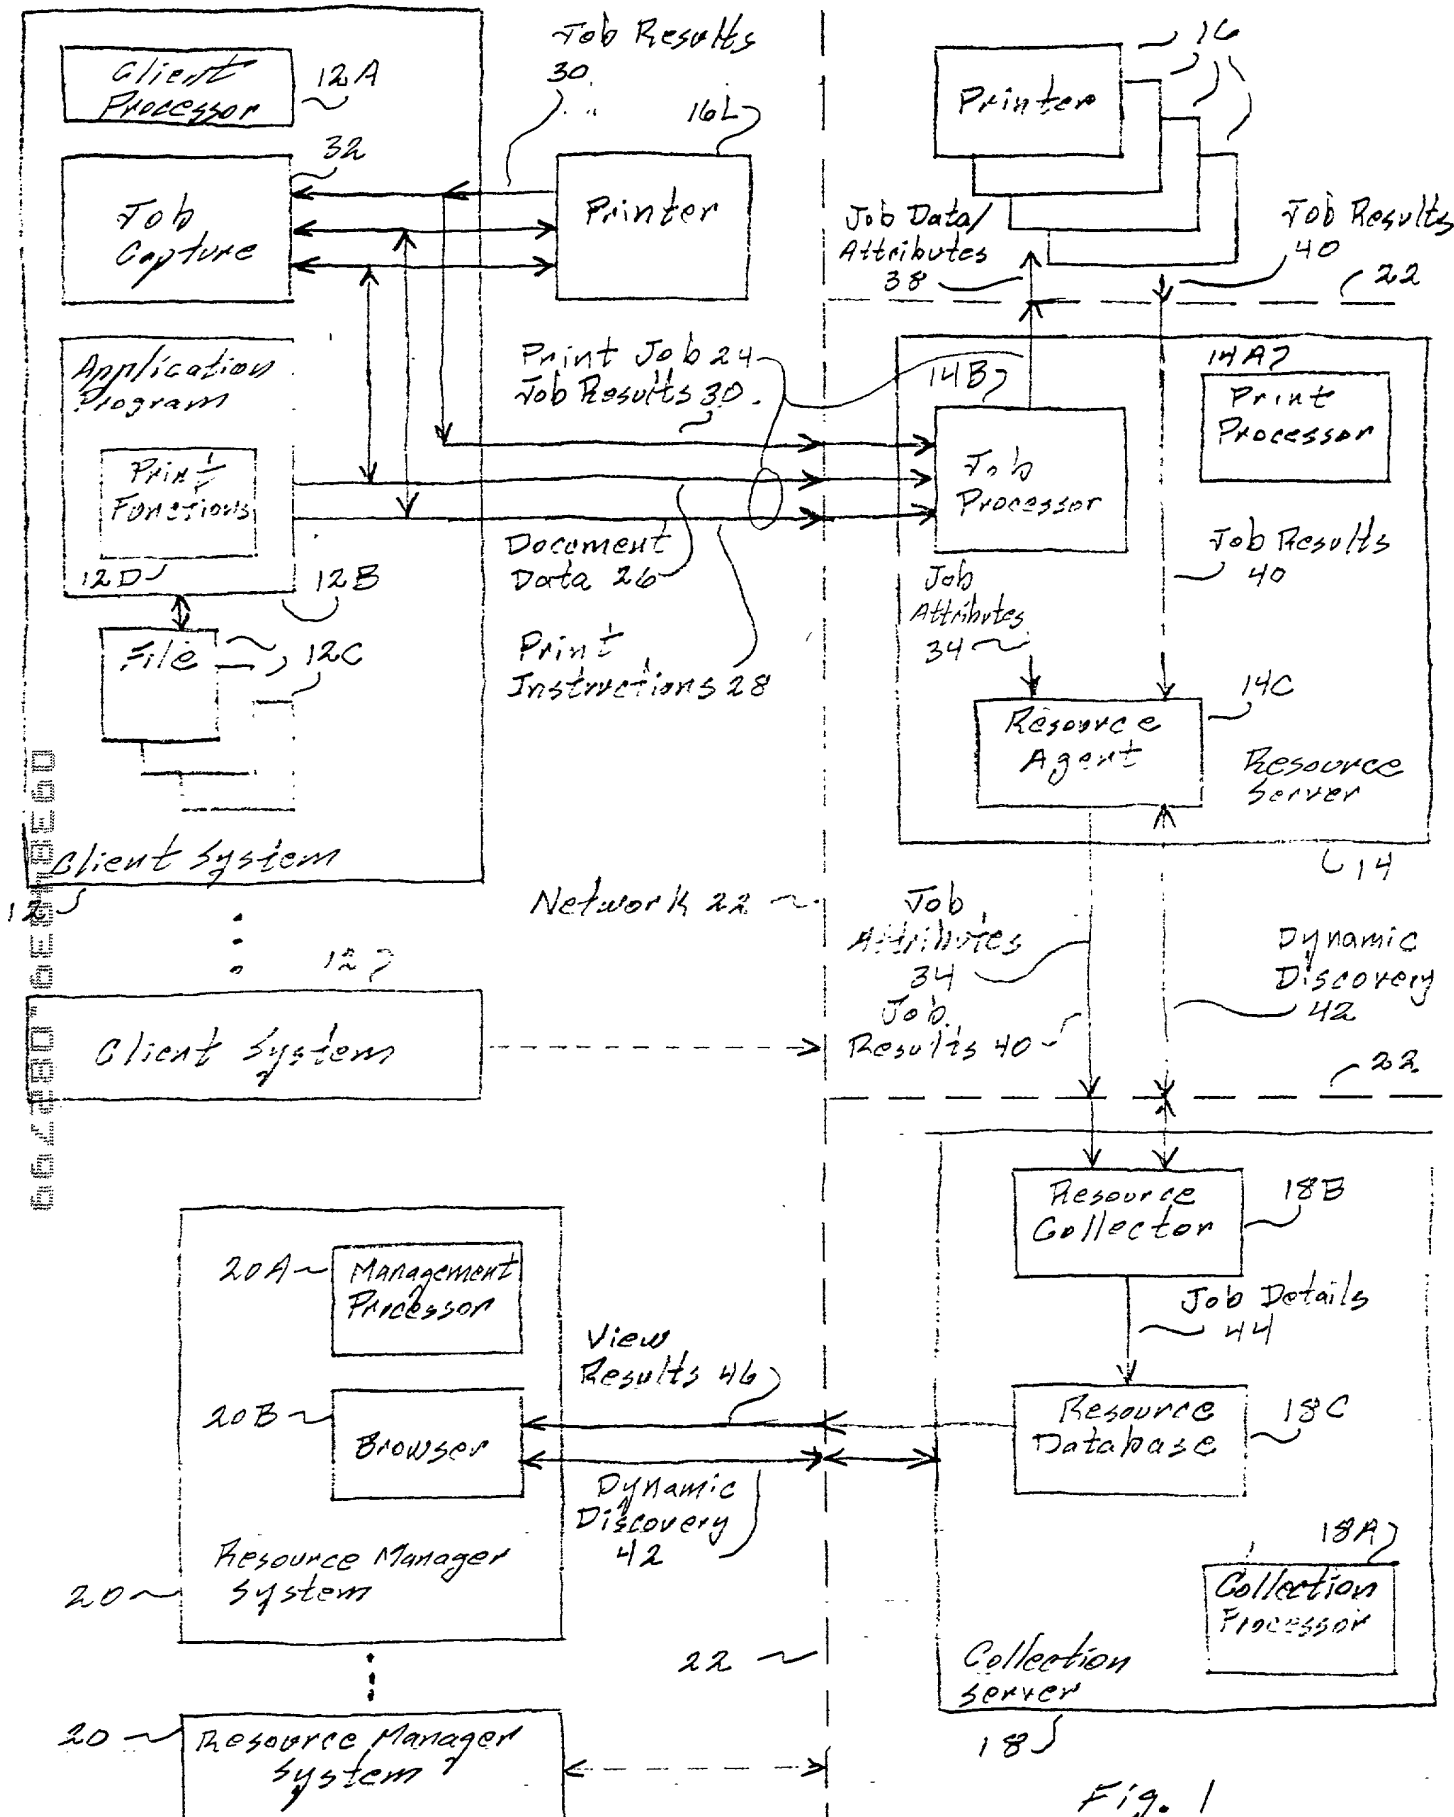 Client
Processor
12A
32
Job
Capture
Job Results
30
16L
Printer
Application
Program
Print
Functions
12D
12B
File
12C
Client System
12
12
Client System
Print Job 24
Job Results 30
Document
Data 26
Print
Instructions 28
Network 22
16
Printer
Job Data/
Attributes
38
Job Results
40
22
14A
Print
Processor
14B
Job
Processor
Job Results
40
Job
Attributes
34
14C
Resource
Agent
Resource
Server
14
Job
Attributes
34
Job
Results 40
Dynamic
Discovery
42
22
Resource
Collector
18B
Job Details
44
Resource
Database
18C
18A
Collection
Processor
Collection
Server
18
20A
Management
Processor
20B
Browser
View
Results 46
Dynamic
Discovery
42
Resource Manager
System
20
22
20
Resource Manager
System
Fig. 1